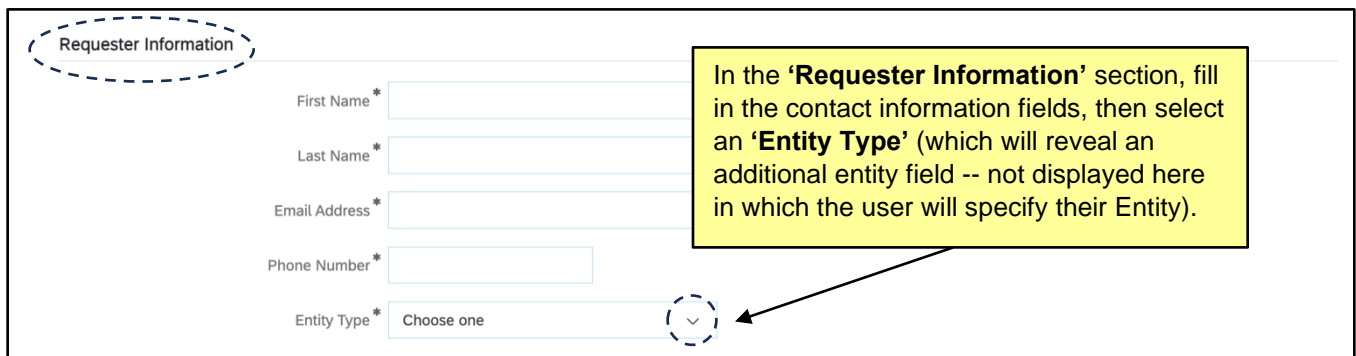 Requester Information
In the ‘Requester Information’ section, fill
in the contact information fields, then select
an ‘Entity Type’ (which will reveal an
additional entity field -- not displayed here
in which the user will specify their Entity).
First Name*
Last Name*
Email Address*
Phone Number*
Entity Type* Choose one